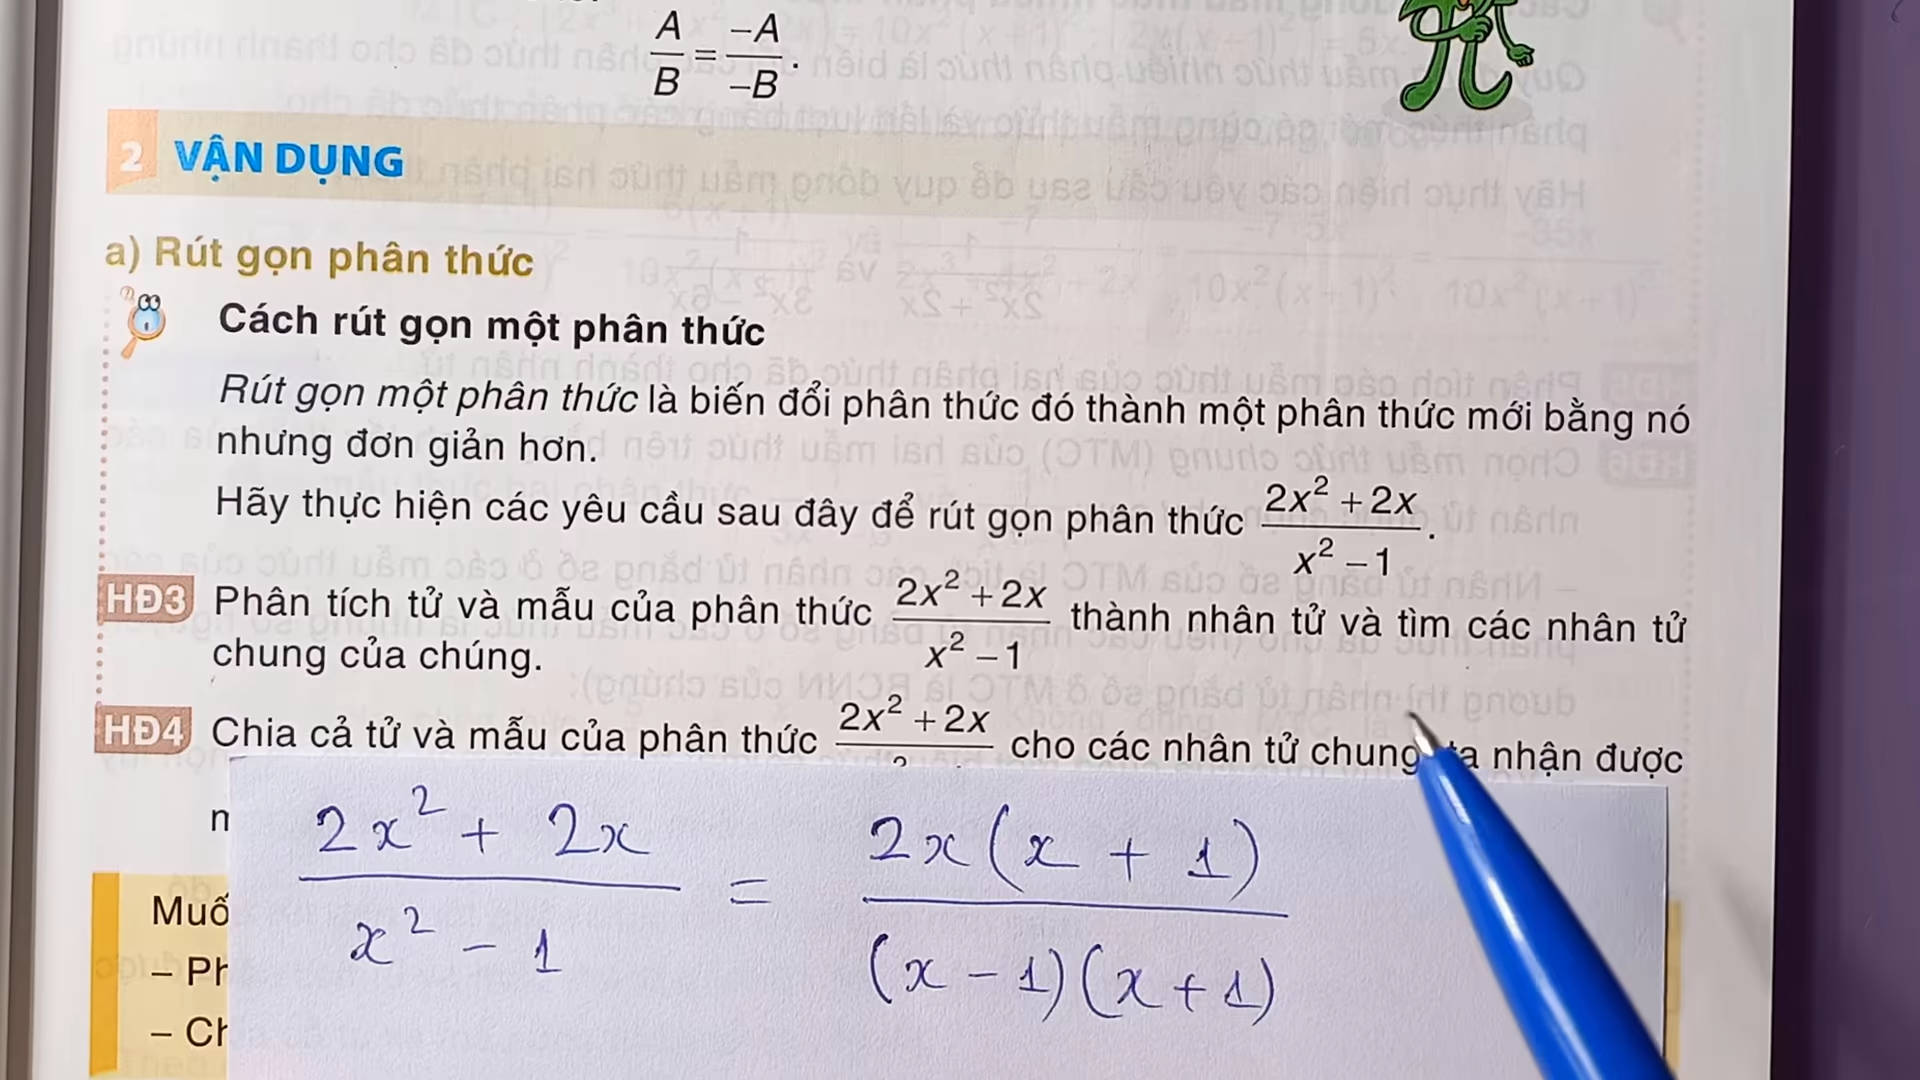 A/B = -A/-B.
2 VẬN DỤNG
a) Rút gọn phân thức
Cách rút gọn một phân thức
Rút gọn một phân thức là biến đổi phân thức đó thành một phân thức mới bằng nó
nhưng đơn giản hơn.
Hãy thực hiện các yêu cầu sau đây để rút gọn phân thức (2x² + 2x)/(x² – 1).
HĐ3 Phân tích tử và mẫu của phân thức (2x² + 2x)/(x² – 1) thành nhân tử và tìm các nhân tử
chung của chúng.
HĐ4 Chia cả tử và mẫu của phân thức 2x² + 2x cho các nhân tử chung ta nhận được
(2x² + 2x)/(x² - 1) = 2x(x + 1)/((x - 1)(x + 1))
Muố
– Ph
– Ch